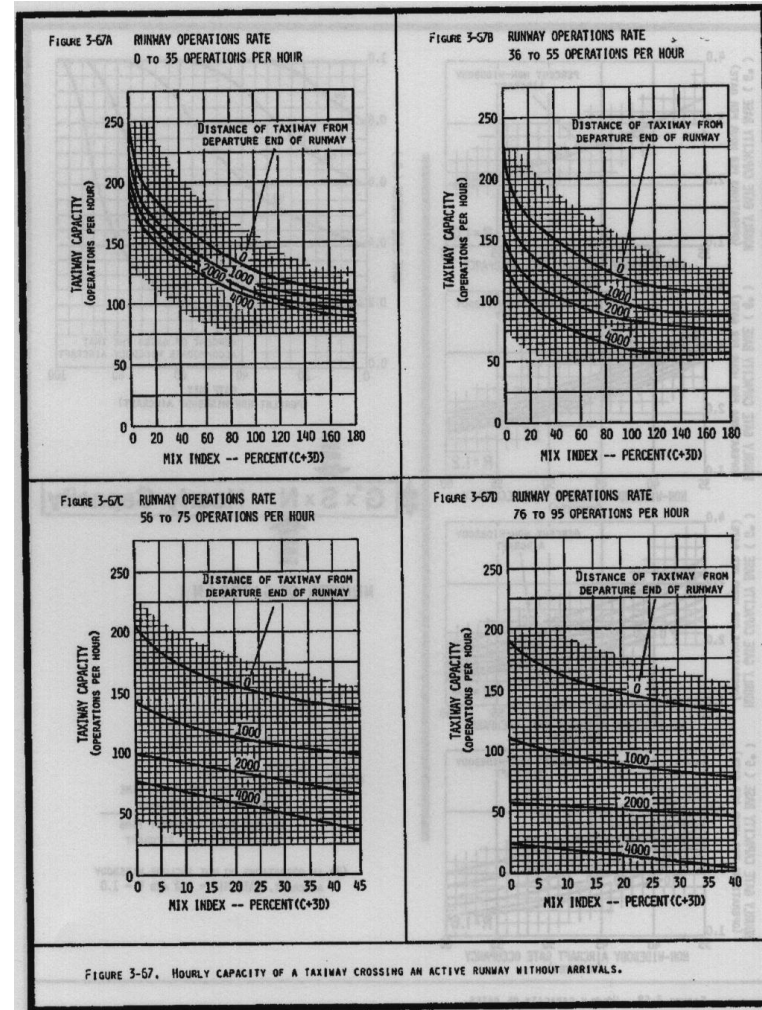 FIGURE 3-67A RUNWAY OPERATIONS RATE
0 TO 35 OPERATIONS PER HOUR
DISTANCE OF TAXIWAY FROM
DEPARTURE END OF RUNWAY
TAXIWAY CAPACITY
(OPERATIONS PER HOUR)
250
200
150
100
50
0
0
1000
2000
4000
0 20 40 60 80 100 120 140 160 180
MIX INDEX -- PERCENT(C+3D)
FIGURE 3-67B RUNWAY OPERATIONS RATE
36 TO 55 OPERATIONS PER HOUR
DISTANCE OF TAXIWAY FROM
DEPARTURE END OF RUNWAY
TAXIWAY CAPACITY
(OPERATIONS PER HOUR)
250
200
150
100
50
0
0
1000
2000
4000
0 20 40 60 80 100 120 140 160 180
MIX INDEX -- PERCENT(C+3D)
FIGURE 3-67C RUNWAY OPERATIONS RATE
56 TO 75 OPERATIONS PER HOUR
DISTANCE OF TAXIWAY FROM
DEPARTURE END OF RUNWAY
TAXIWAY CAPACITY
(OPERATIONS PER HOUR)
250
200
150
100
50
0
0
1000
2000
4000
0 5 10 15 20 25 30 35 40 45
MIX INDEX -- PERCENT(C+3D)
FIGURE 3-67D RUNWAY OPERATIONS RATE
76 TO 95 OPERATIONS PER HOUR
DISTANCE OF TAXIWAY FROM
DEPARTURE END OF RUNWAY
TAXIWAY CAPACITY
(OPERATIONS PER HOUR)
250
200
150
100
50
0
0
1000
2000
4000
0 5 10 15 20 25 30 35 40
MIX INDEX -- PERCENT(C+3D)
FIGURE 3-67. HOURLY CAPACITY OF A TAXIWAY CROSSING AN ACTIVE RUNWAY WITHOUT ARRIVALS.